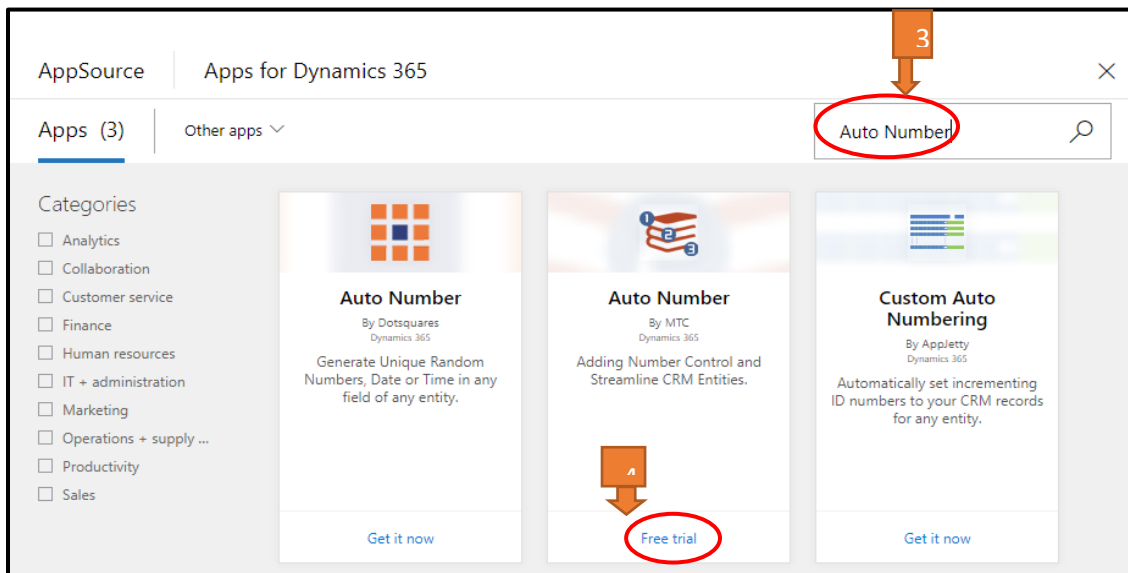 3
AppSource
Apps for Dynamics 365
Apps (3)
Other apps
Auto Number
Categories
Analytics
Collaboration
Customer service
Finance
Human resources
IT + administration
Marketing
Operations + supply ...
Productivity
Sales
Auto Number
By Dotsquares
Dynamics 365
Generate Unique Random
Numbers, Date or Time in any
field of any entity.
Get it now
Auto Number
By MTC
Dynamics 365
Adding Number Control and
Streamline CRM Entities.
4
Free trial
Custom Auto
Numbering
By AppJetty
Dynamics 365
Automatically set incrementing
ID numbers to your CRM records
for any entity.
Get it now
1
2
3